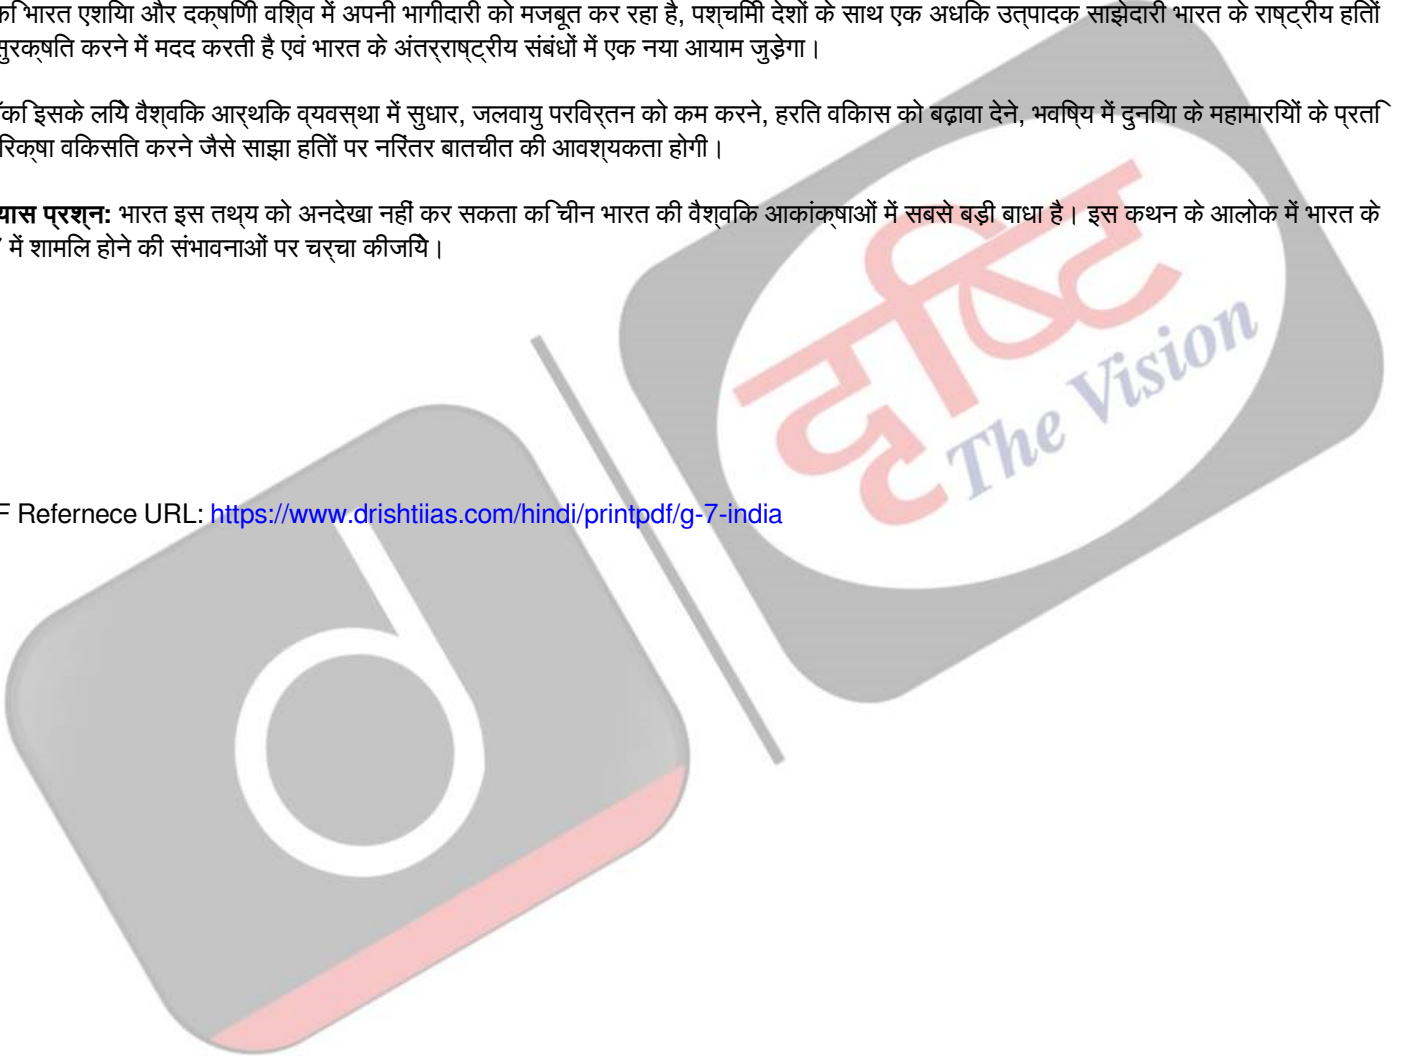 भारत एशिया और दक्षिणी विश्व में अपनी भागीदारी को मजबूत कर रहा है, पश्चिमी देशों के साथ एक अधिक उत्पादक साझेदारी भारत के राष्ट्रीय हितों
सुरक्षित करने में मदद करती है एवं भारत के अंतर्राष्ट्रीय संबंधों में एक नया आयाम जुड़ेगा।
इसके लिये वैश्विक आर्थिक व्यवस्था में सुधार, जलवायु परिवर्तन को कम करने, हरित विकास को बढ़ावा देने, भविष्य में दुनिया के महामारियों के प्रति
विकसित करने जैसे साझा हितों पर निरंतर बातचीत की आवश्यकता होगी।
प्रश्न: भारत इस तथ्य को अनदेखा नहीं कर सकता कि चीन भारत की वैश्विक आकांक्षाओं में सबसे बड़ी बाधा है। इस कथन के आलोक में भारत के
में शामिल होने की संभावनाओं पर चर्चा कीजिये।
दृष्टि
The Vision
F Refernece URL: https://www.drishtiias.com/hindi/printpdf/g-7-india